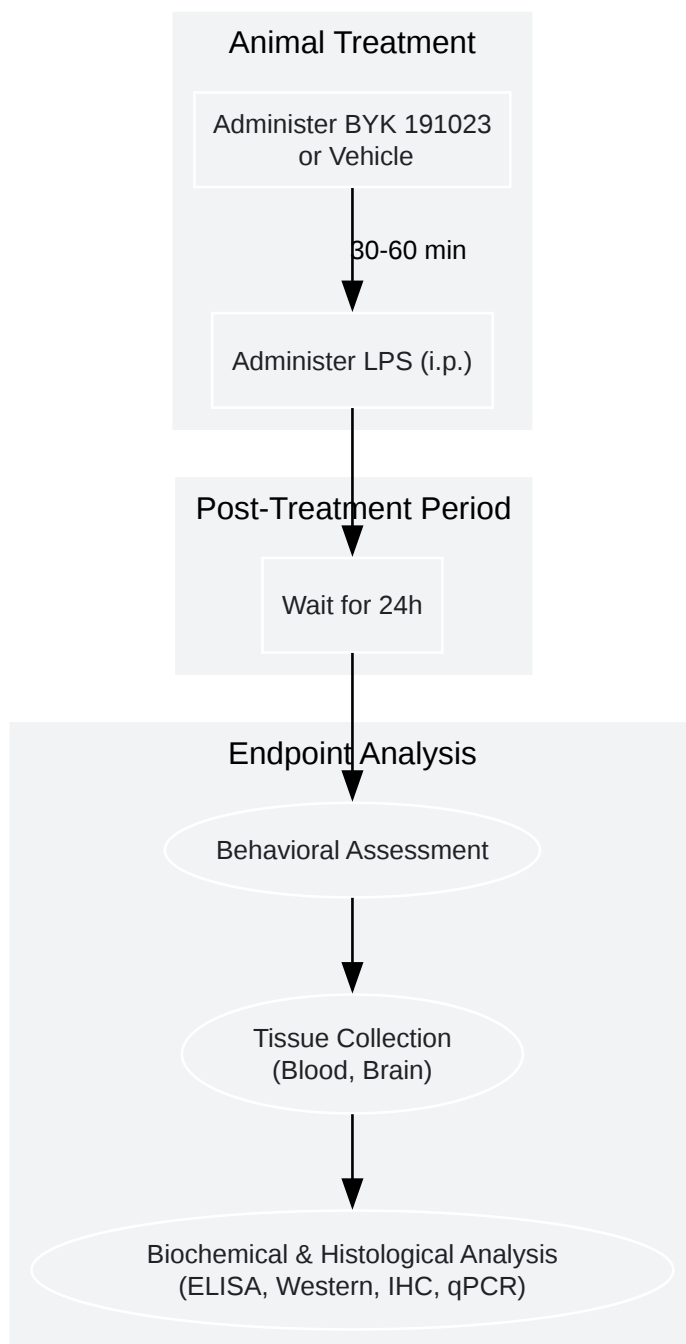 Animal Treatment
Administer BYK 191023
or Vehicle
30-60 min
Administer LPS (i.p.)
Post-Treatment Period
Wait for 24h
Endpoint Analysis
Behavioral Assessment
Tissue Collection
(Blood, Brain)
Biochemical & Histological Analysis
(ELISA, Western, IHC, qPCR)